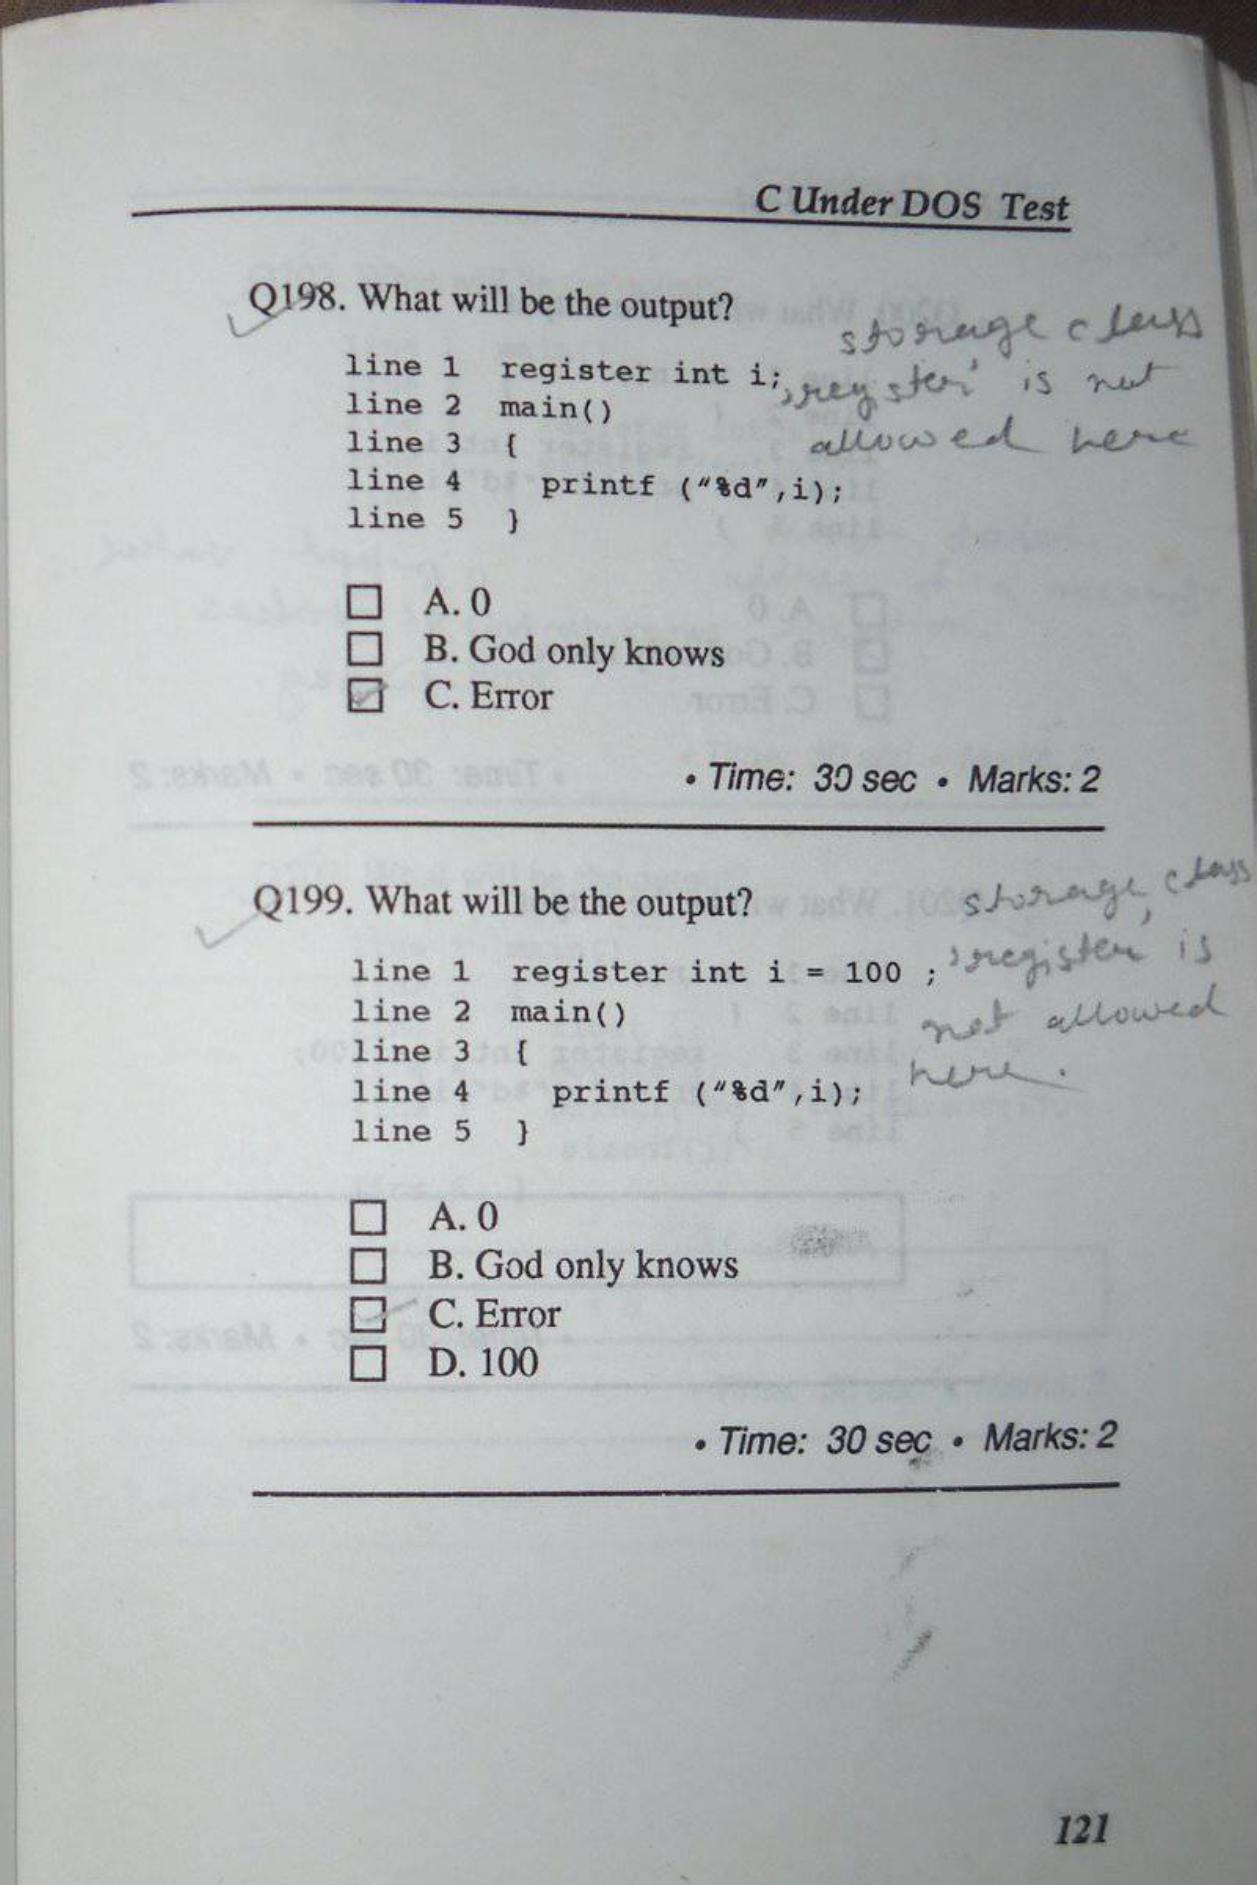 C Under DOS Test
Q198. What will be the output?
storage class
line 1 register int i; 'register' is not
line 2 main()
allowed here
line 3 {
line 4 printf ("%d",i);
line 5 }
A. 0
B. God only knows
C. Error
• Time: 30 sec • Marks: 2
Q199. What will be the output?
storage class
line 1 register int i = 100 ; 'register' is
line 2 main()
not allowed
line 3 {
here.
line 4 printf ("%d",i);
line 5 }
A. 0
B. God only knows
C. Error
D. 100
• Time: 30 sec • Marks: 2
121